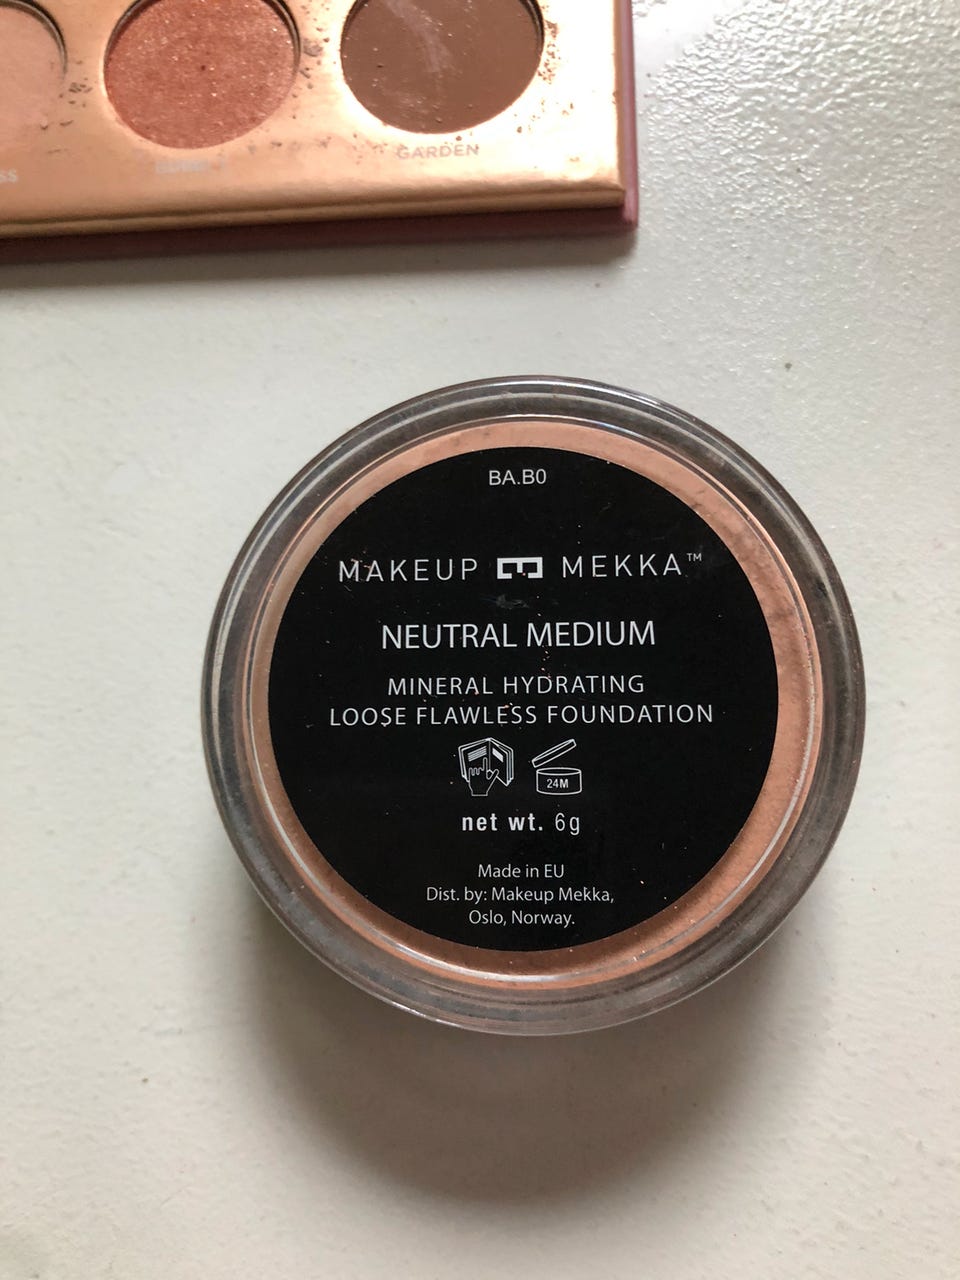 SS
GARDEN
BA.B0
MAKEUP MEKKA™
NEUTRAL MEDIUM
MINERAL HYDRATING
LOOSE FLAWLESS FOUNDATION
24M
net wt. 6g
Made in EU
Dist. by: Makeup Mekka,
Oslo, Norway.